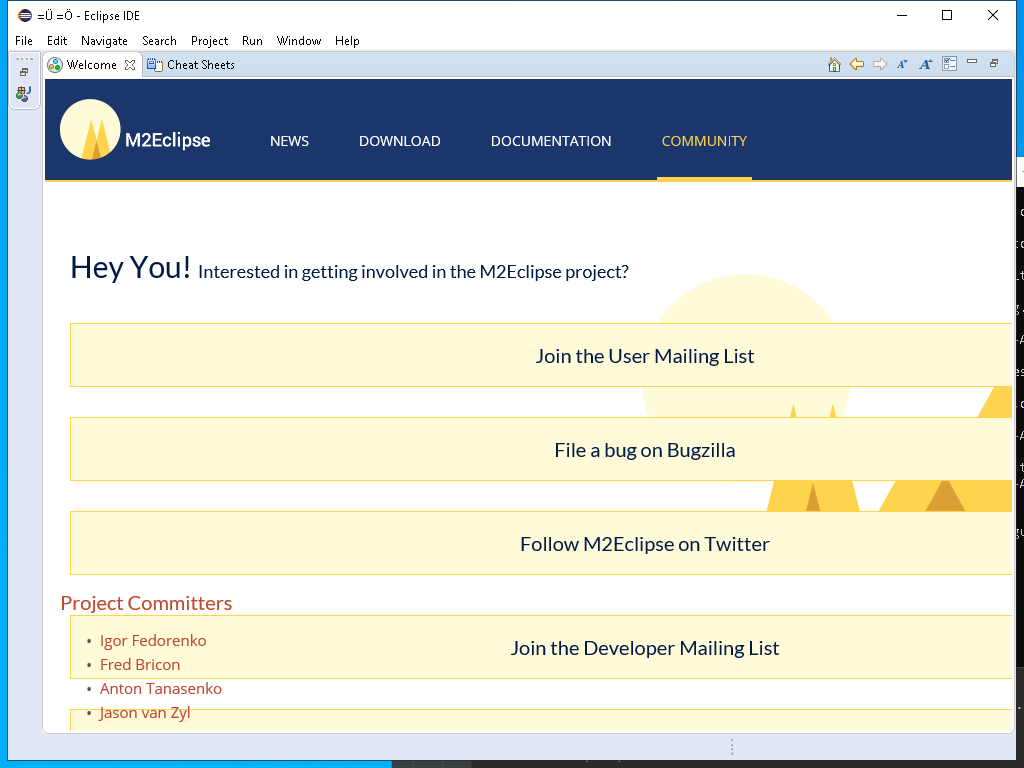 =Ü =Ö - Eclipse IDE
File Edit Navigate Search Project Run Window Help
Welcome Cheat Sheets
M2Eclipse NEWS DOWNLOAD DOCUMENTATION COMMUNITY
Hey You! Interested in getting involved in the M2Eclipse project?
Join the User Mailing List
File a bug on Bugzilla
Follow M2Eclipse on Twitter
Project Committers
Join the Developer Mailing List
• Igor Fedorenko
• Fred Bricon
• Anton Tanasenko
• Jason van Zyl